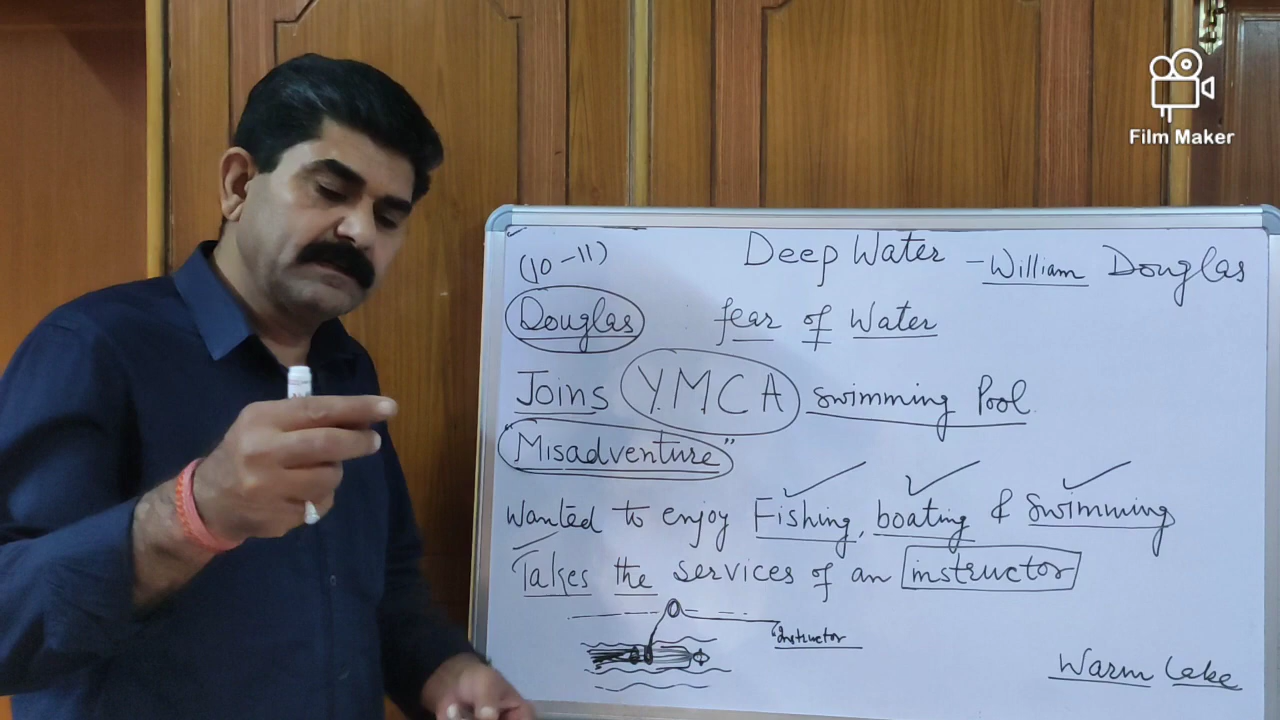 Film Maker
Deep Water - William Douglas
(10-11)
Douglas fear of Water
Joins Y.M.C.A swimming Pool.
"Misadventure"
Wanted to enjoy Fishing, boating & Swimming
Takes the services of an instructor
Instructor
Warm Lake